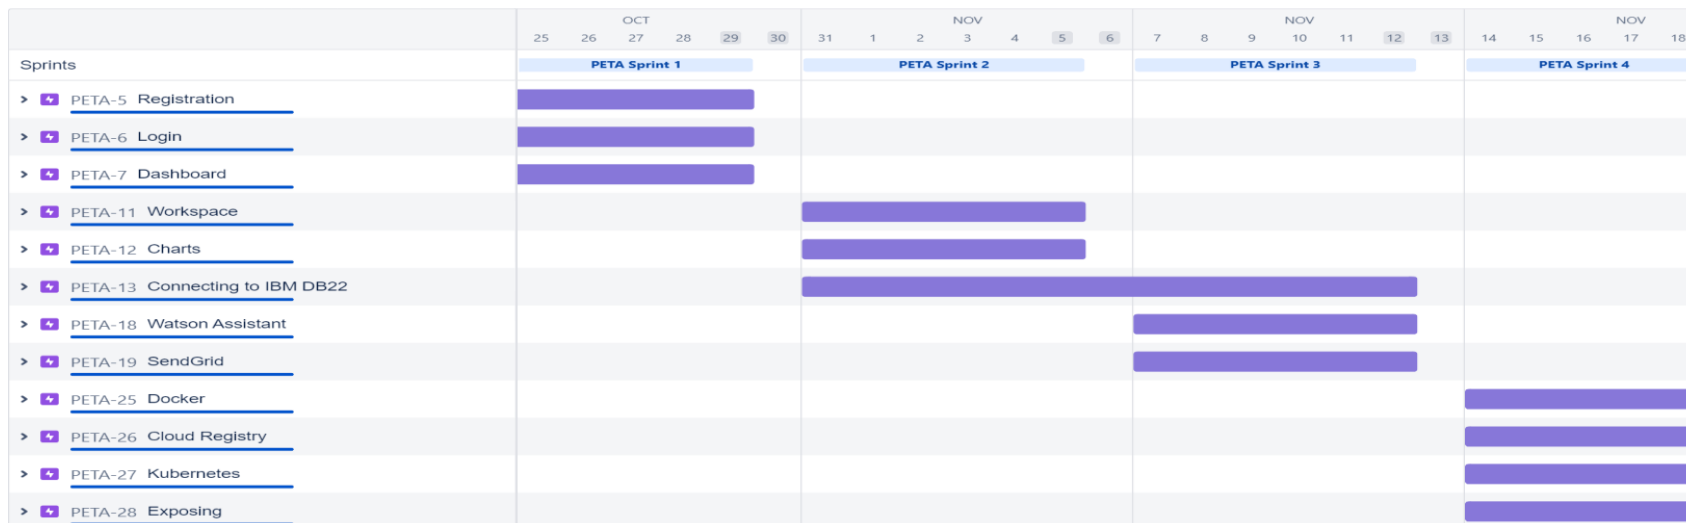 OCT NOV NOV NOV
25 26 27 28 29 30 31 1 2 3 4 5 6 7 8 9 10 11 12 13 14 15 16 17 18
Sprints PETA Sprint 1 PETA Sprint 2 PETA Sprint 3 PETA Sprint 4
PETA-5 Registration
PETA-6 Login
PETA-7 Dashboard
PETA-11 Workspace
PETA-12 Charts
PETA-13 Connecting to IBM DB22
PETA-18 Watson Assistant
PETA-19 SendGrid
PETA-25 Docker
PETA-26 Cloud Registry
PETA-27 Kubernetes
PETA-28 Exposing